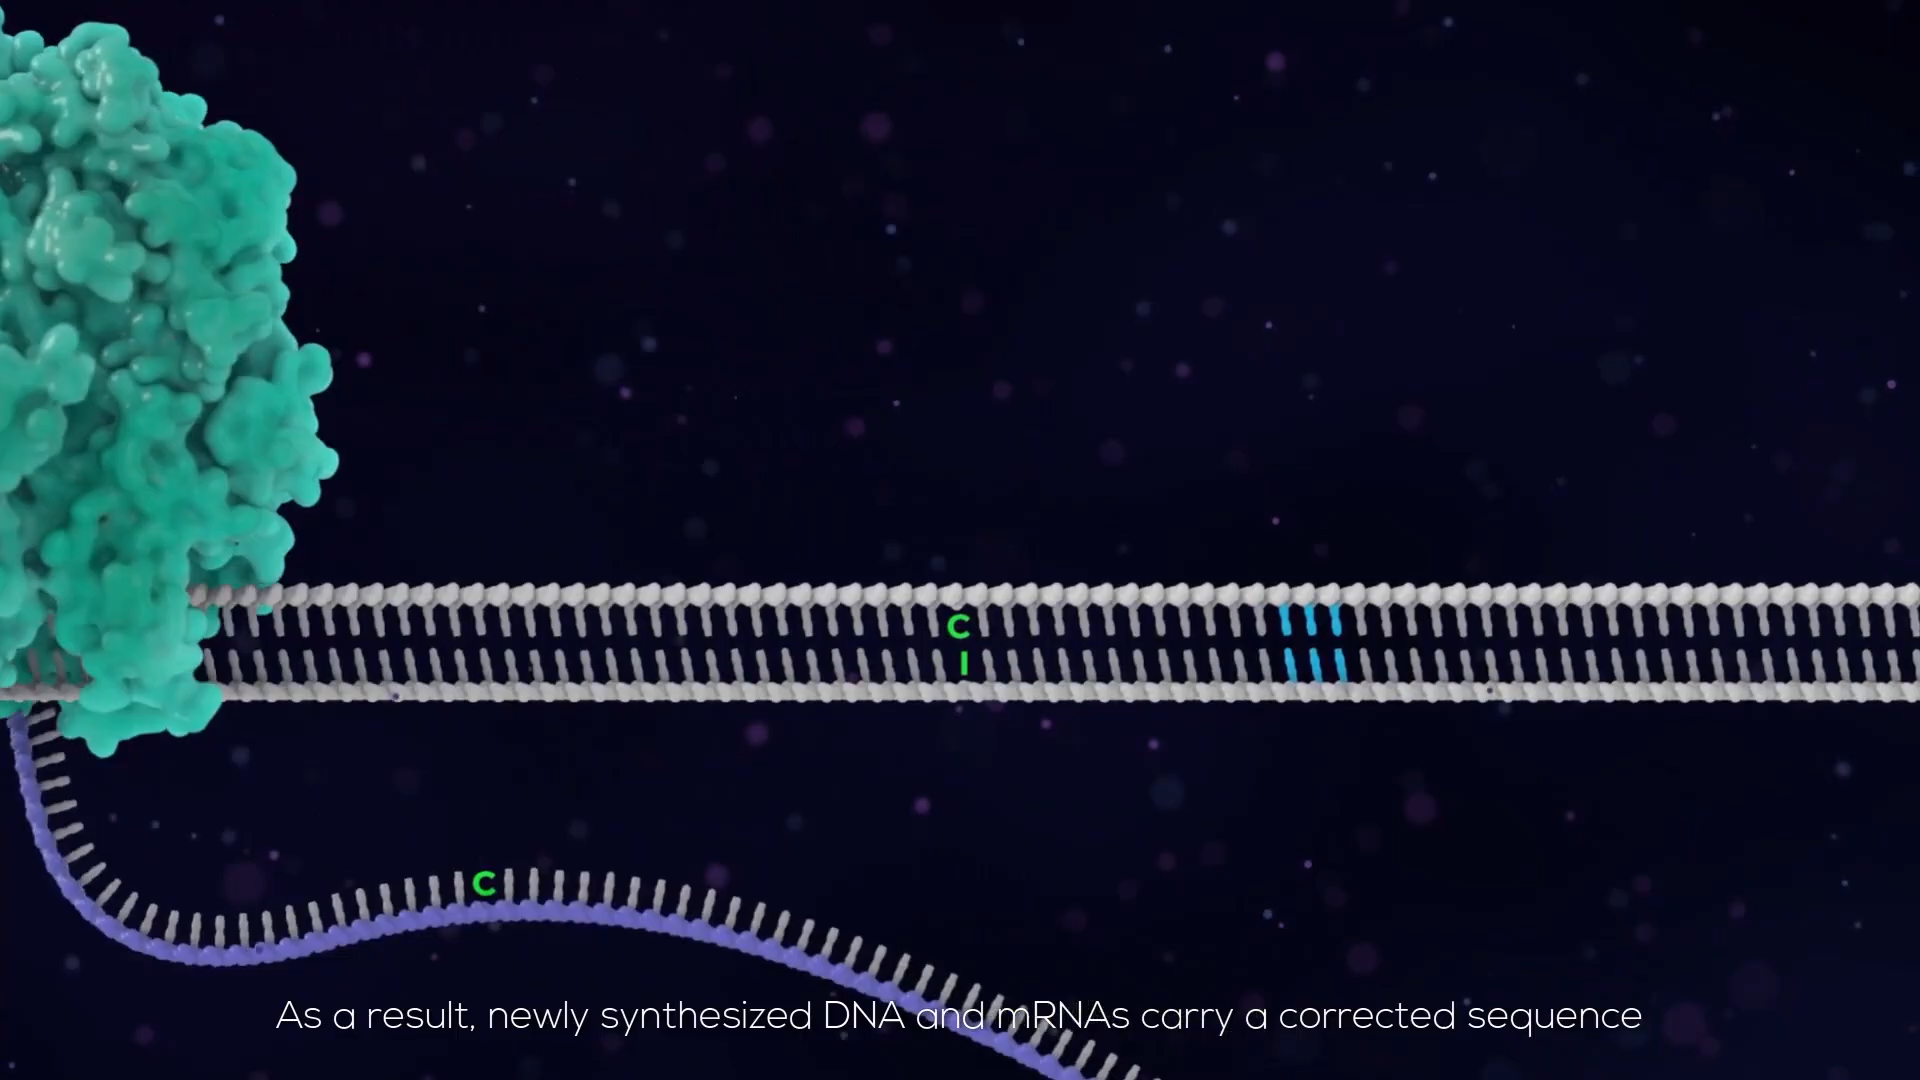 C
I
C
As a result, newly synthesized DNA and mRNAs carry a corrected sequence